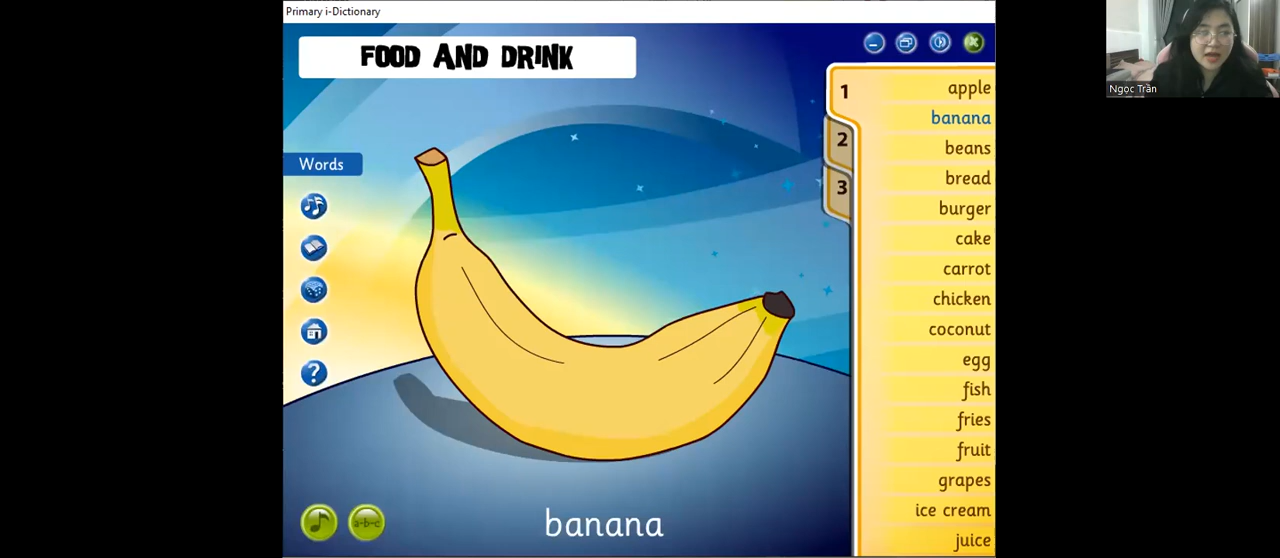 Primary i-Dictionary
FOOD AND DRINK
Words
1
2
3
apple
banana
beans
bread
burger
cake
carrot
chicken
coconut
egg
fish
fries
fruit
grapes
ice cream
juice
?
a-b-c
banana
Ngọc Trần